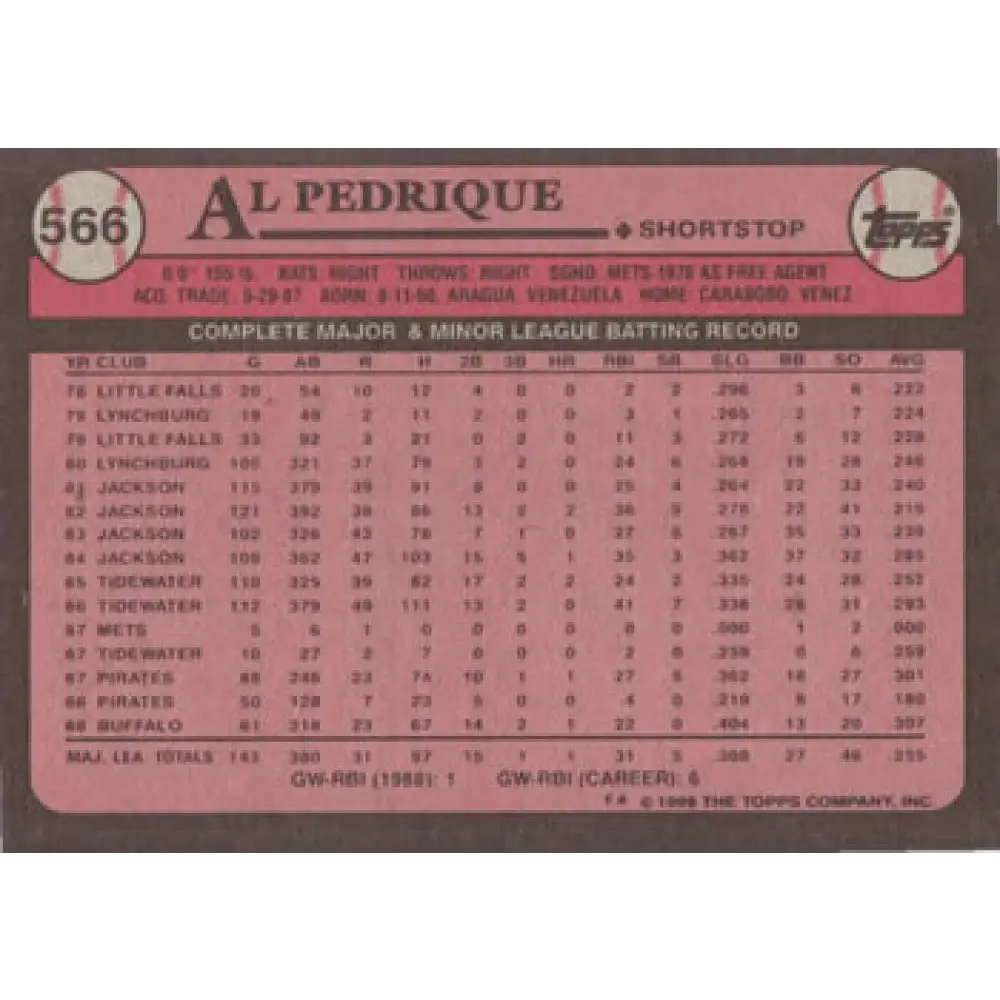 566
AL PEDRIQUE
♦ SHORTSTOP
TOPPS®
6'0" 155 lb. BATS: RIGHT THROWS: RIGHT SGND: METS-1978 AS FREE AGENT
ACQ: TRADE, 5-29-87 BORN: 8-11-60, ARAGUA, VENEZUELA HOME: CARABOBO, VENEZ
COMPLETE MAJOR & MINOR LEAGUE BATTING RECORD
YR CLUB G AB R H 2B 3B HR RBI SB SLG BB SO AVG
78 LITTLE FALLS 20 54 10 12 4 0 0 2 2 .296 3 6 .222
79 LYNCHBURG 19 49 2 11 2 0 0 3 1 .265 2 7 .224
79 LITTLE FALLS 33 92 3 21 0 2 0 11 3 .272 6 12 .228
80 LYNCHBURG 105 321 37 79 3 2 0 24 6 .268 19 28 .246
81 JACKSON 115 379 39 91 9 0 0 25 4 .264 22 33 .240
82 JACKSON 121 392 38 86 13 2 2 36 9 .278 22 41 .219
83 JACKSON 102 326 43 78 7 1 0 27 6 .267 35 33 .239
84 JACKSON 109 362 47 103 15 5 1 35 3 .362 37 32 .285
85 TIDEWATER 110 325 39 82 17 2 2 24 2 .335 24 28 .252
86 TIDEWATER 112 379 49 111 13 2 0 41 7 .338 28 31 .293
87 METS 5 6 1 0 0 0 0 0 0 .000 1 2 .000
87 TIDEWATER 10 27 2 7 0 0 0 2 0 .259 0 6 .259
87 PIRATES 88 246 23 74 10 1 1 27 5 .362 18 27 .301
88 PIRATES 50 128 7 23 5 0 0 4 0 .219 8 17 .180
88 BUFFALO 61 218 23 67 14 2 1 22 0 .404 13 20 .307
MAJ. LEA. TOTALS 143 380 31 97 15 1 1 31 5 .308 27 46 .255
GW-RBI (1988): 1 GW-RBI (CAREER): 6
© THE TOPPS COMPANY, INC.